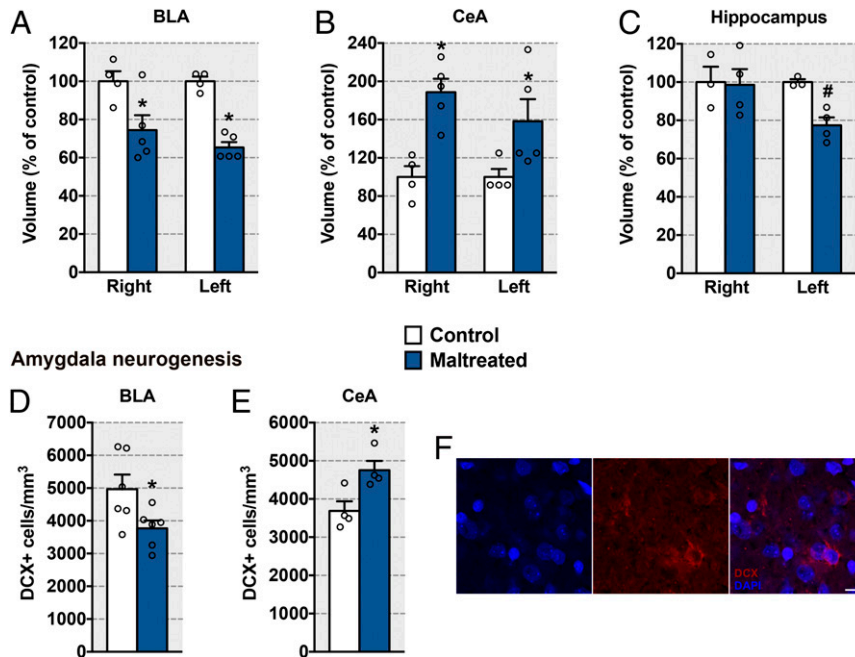 A
BLA
Volume (% of control)
120
100
80
60
40
20
0
*
*
Right
Left
B
CeA
Volume (% of control)
240
200
160
120
80
40
0
*
*
Right
Left
C
Hippocampus
Volume (% of control)
120
100
80
60
40
20
0
#
Right
Left
Control
Maltreated
Amygdala neurogenesis
D
BLA
DCX+ cells/mm³
7000
6000
5000
4000
3000
2000
1000
0
*
E
CeA
DCX+ cells/mm³
6000
5000
4000
3000
2000
1000
0
*
F
DCX
DAPI